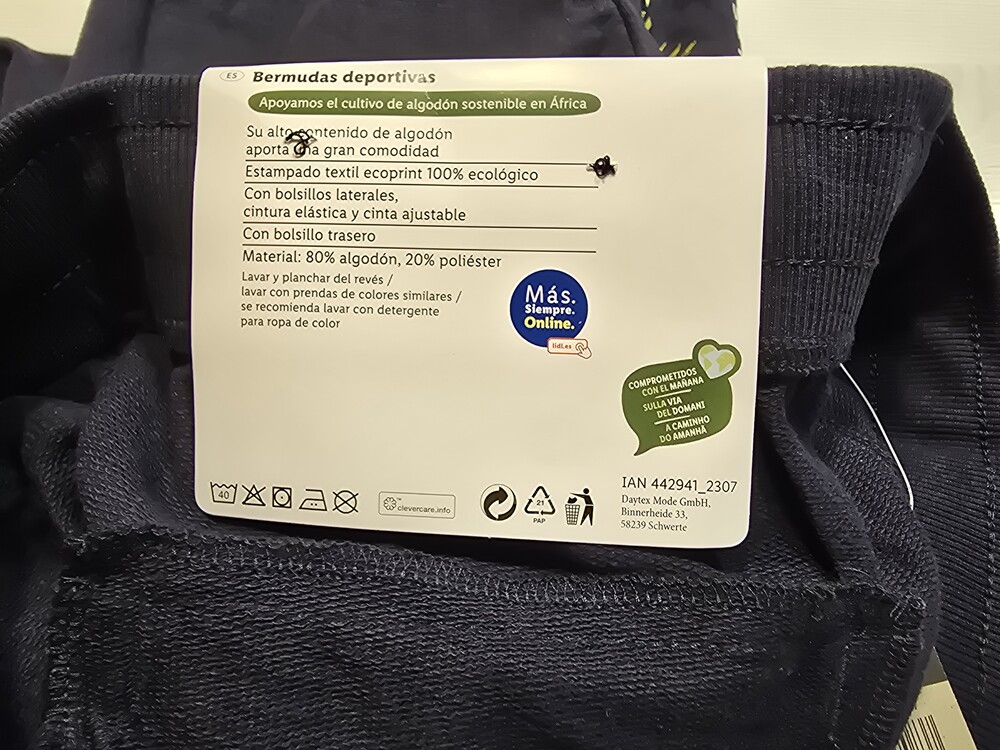 ES Bermudas deportivas
Apoyamos el cultivo de algodón sostenible en África
Su alto contenido de algodón
aporta una gran comodidad
Estampado textil ecoprint 100% ecológico
Con bolsillos laterales,
cintura elástica y cinta ajustable
Con bolsillo trasero
Material: 80% algodón, 20% poliéster
Lavar y planchar del revés /
lavar con prendas de colores similares /
se recomienda lavar con detergente
para ropa de color
Más.
Siempre.
Online.
lidl.es
COMPROMETIDOS
CON EL MAÑANA
SULLA VIA
DEL DOMANI
A CAMINHO
DO AMANHÃ
40
clevercare.info
21
PAP
IAN 442941_2307
Daytex Mode GmbH,
Binnerheide 33,
58239 Schwerte